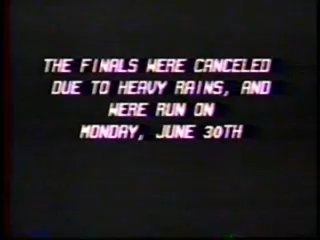 THE FINALS WERE CANCELED
DUE TO HEAVY RAINS, AND
WERE RUN ON
MONDAY, JUNE 30TH